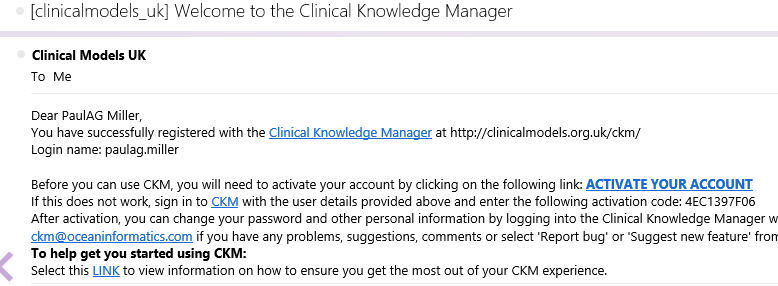 [clinicalmodels_uk] Welcome to the Clinical Knowledge Manager
Clinical Models UK
To Me
Dear PaulAG Miller,
You have successfully registered with the Clinical Knowledge Manager at http://clinicalmodels.org.uk/ckm/
Login name: paulag.miller
Before you can use CKM, you will need to activate your account by clicking on the following link: ACTIVATE YOUR ACCOUNT
If this does not work, sign in to CKM with the user details provided above and enter the following activation code: 4EC1397F06
After activation, you can change your password and other personal information by logging into the Clinical Knowledge Manager w
ckm@oceaninformatics.com if you have any problems, suggestions, comments or select 'Report bug' or 'Suggest new feature' from
To help get you started using CKM:
Select this LINK to view information on how to ensure you get the most out of your CKM experience.